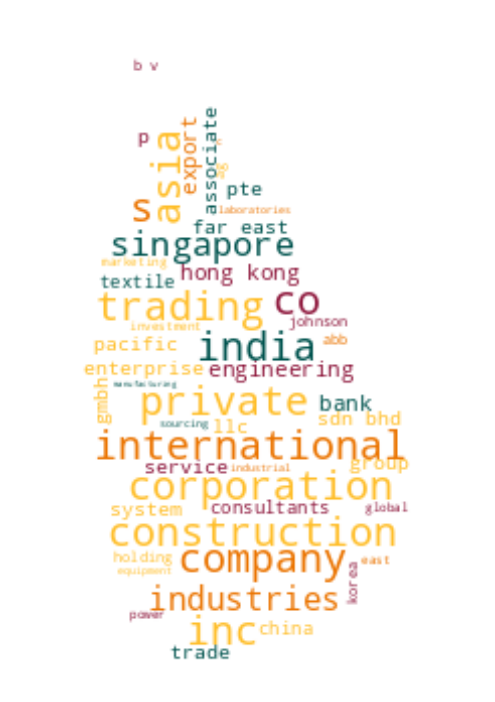 b v
p
asia
export
associate
s
pte
laboratories
far east
singapore
marketing
hong kong
textile
trading
co
investment
johnson
pacific
india
abb
enterprise
engineering
manufacturing
gmbh
private
bank
sourcing
llc
sdn bhd
international
service
industrial
group
corporation
system
consultants
global
construction
holding
company
east
equipment
korea
industries
power
inc
china
trade